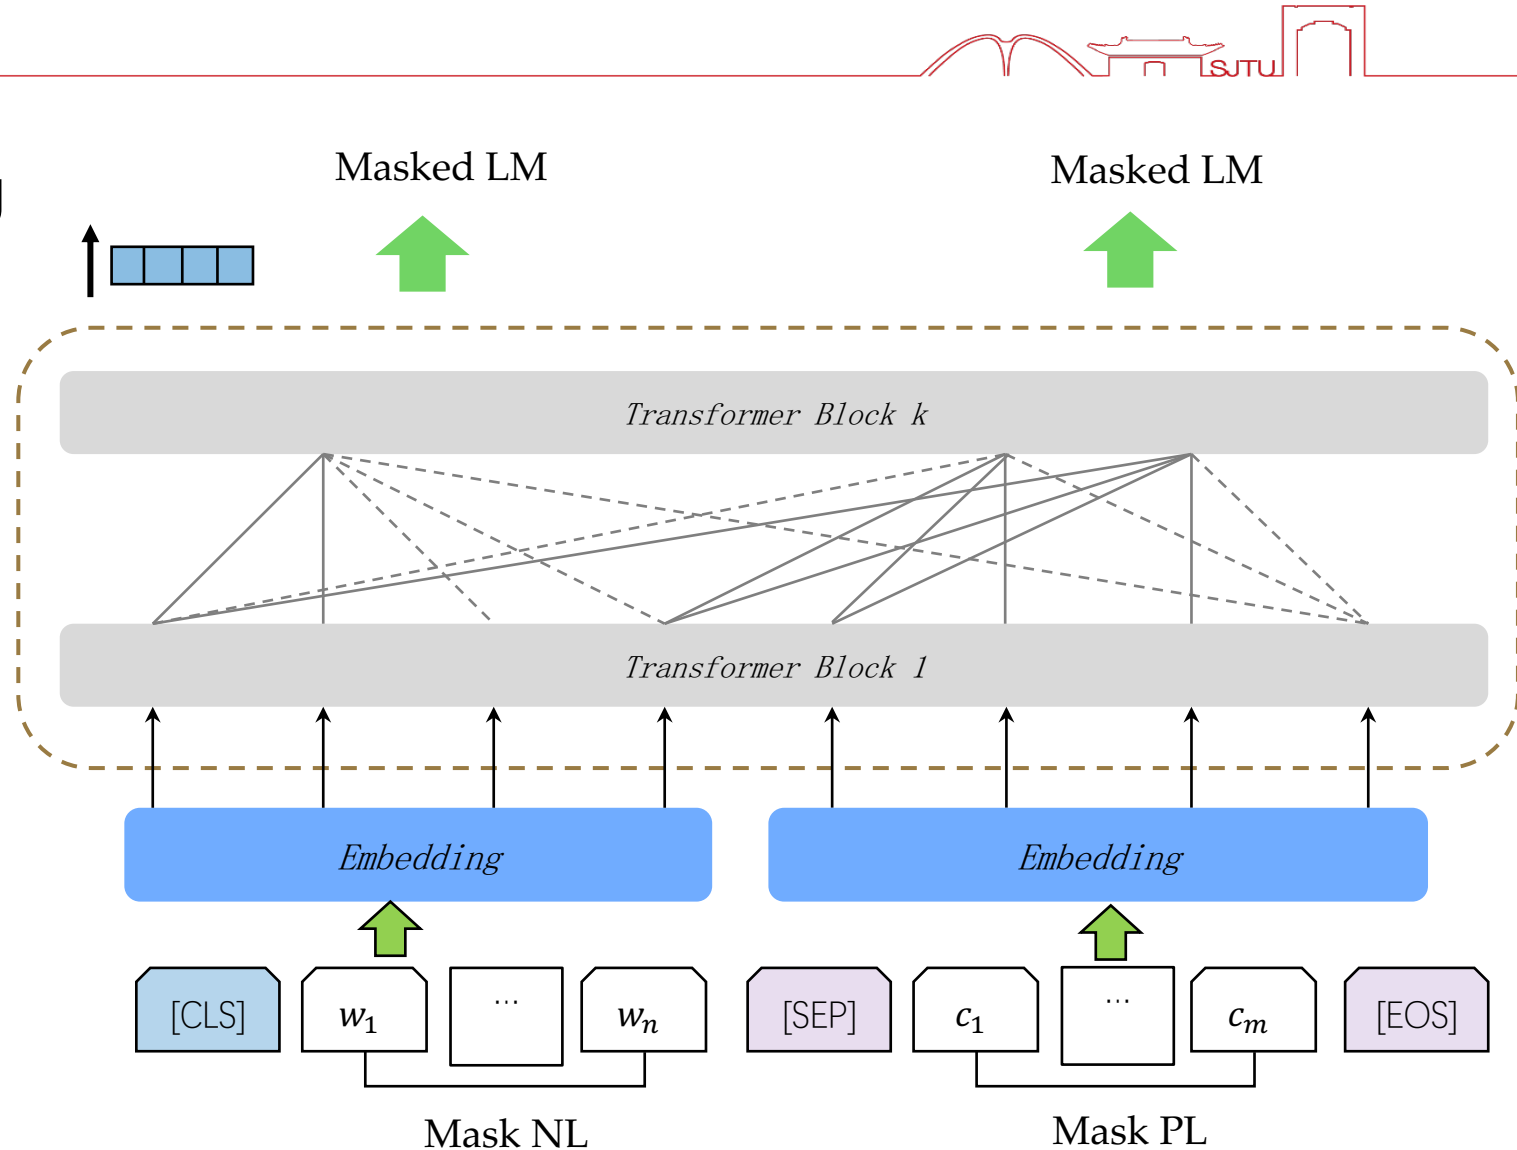 SJTU
Masked LM
Masked LM
Transformer Block k
Transformer Block 1
Embedding
Embedding
[CLS]
w₁
...
wₙ
[SEP]
c₁
...
cₘ
[EOS]
Mask NL
Mask PL